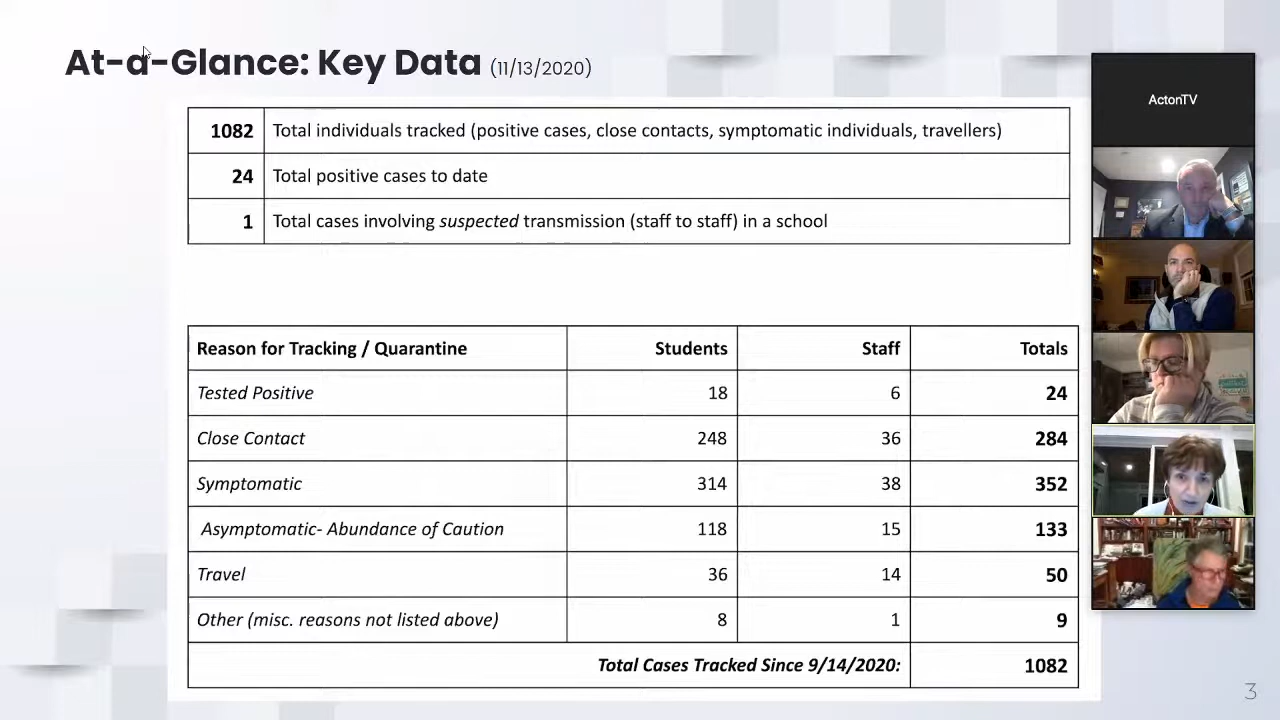 At-a-Glance: Key Data (11/13/2020)
1082 Total individuals tracked (positive cases, close contacts, symptomatic individuals, travellers)
24 Total positive cases to date
1 Total cases involving suspected transmission (staff to staff) in a school
Reason for Tracking / Quarantine Students Staff Totals
Tested Positive 18 6 24
Close Contact 248 36 284
Symptomatic 314 38 352
Asymptomatic- Abundance of Caution 118 15 133
Travel 36 14 50
Other (misc. reasons not listed above) 8 1 9
Total Cases Tracked Since 9/14/2020: 1082
ActonTV
3